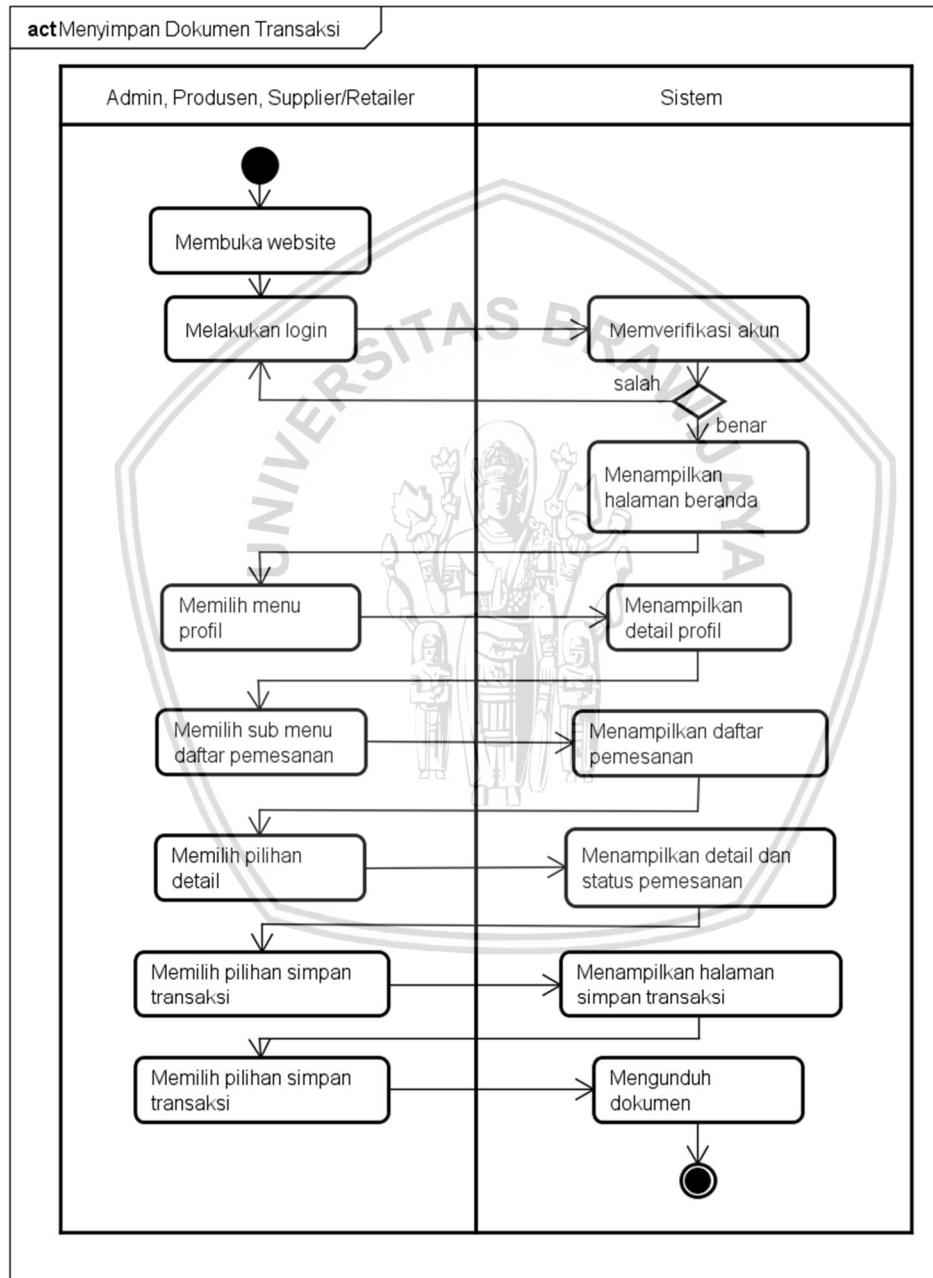 act Menyimpan Dokumen Transaksi
Admin, Produsen, Supplier/Retailer
Sistem
Membuka website
Melakukan login
Memverifikasi akun
salah
benar
Menampilkan
halaman beranda
Memilih menu
profil
Menampilkan
detail profil
Memilih sub menu
daftar pemesanan
Menampilkan daftar
pemesanan
Memilih pilihan
detail
Menampilkan detail dan
status pemesanan
Memilih pilihan simpan
transaksi
Menampilkan halaman
simpan transaksi
Memilih pilihan simpan
transaksi
Mengunduh
dokumen
UNIVERSITAS BRAWIJAYA